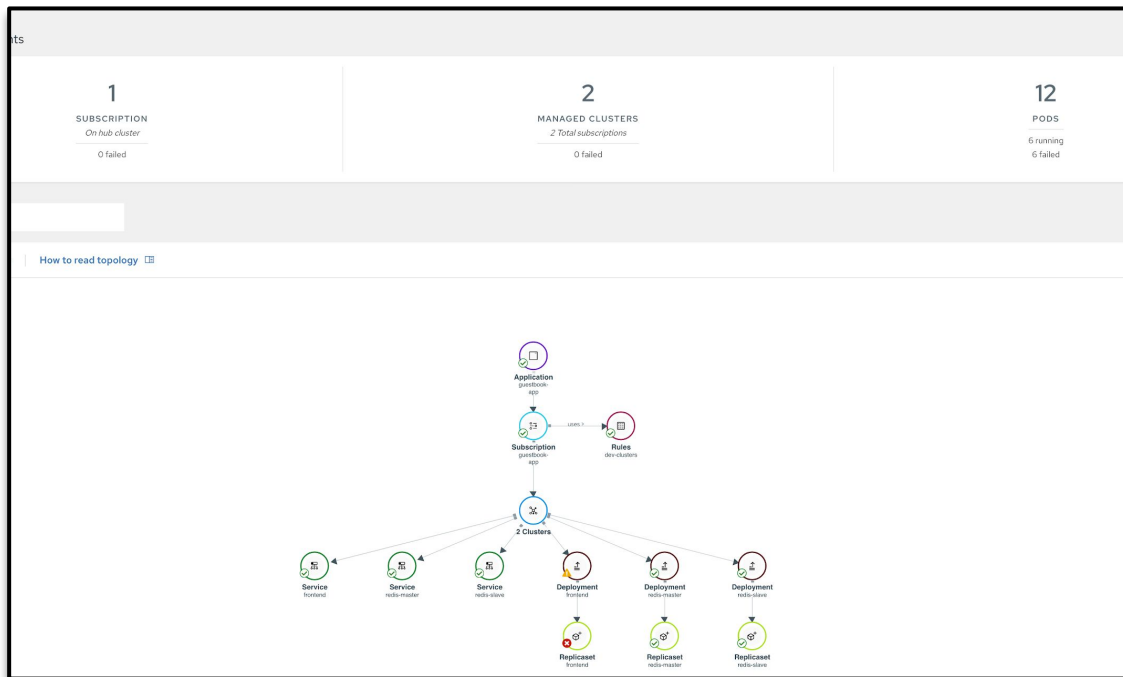 nts
1
SUBSCRIPTION
On hub cluster
0 failed
2
MANAGED CLUSTERS
2 Total subscriptions
0 failed
12
PODS
6 running
6 failed
How to read topology
Application
guestbook-
app
Subscription
guestbook-
app
uses >
Rules
dev-clusters
2 Clusters
Service
frontend
Service
redis-master
Service
redis-slave
Deployment
frontend
Deployment
redis-master
Deployment
redis-slave
Replicaset
frontend
Replicaset
redis-master
Replicaset
redis-slave